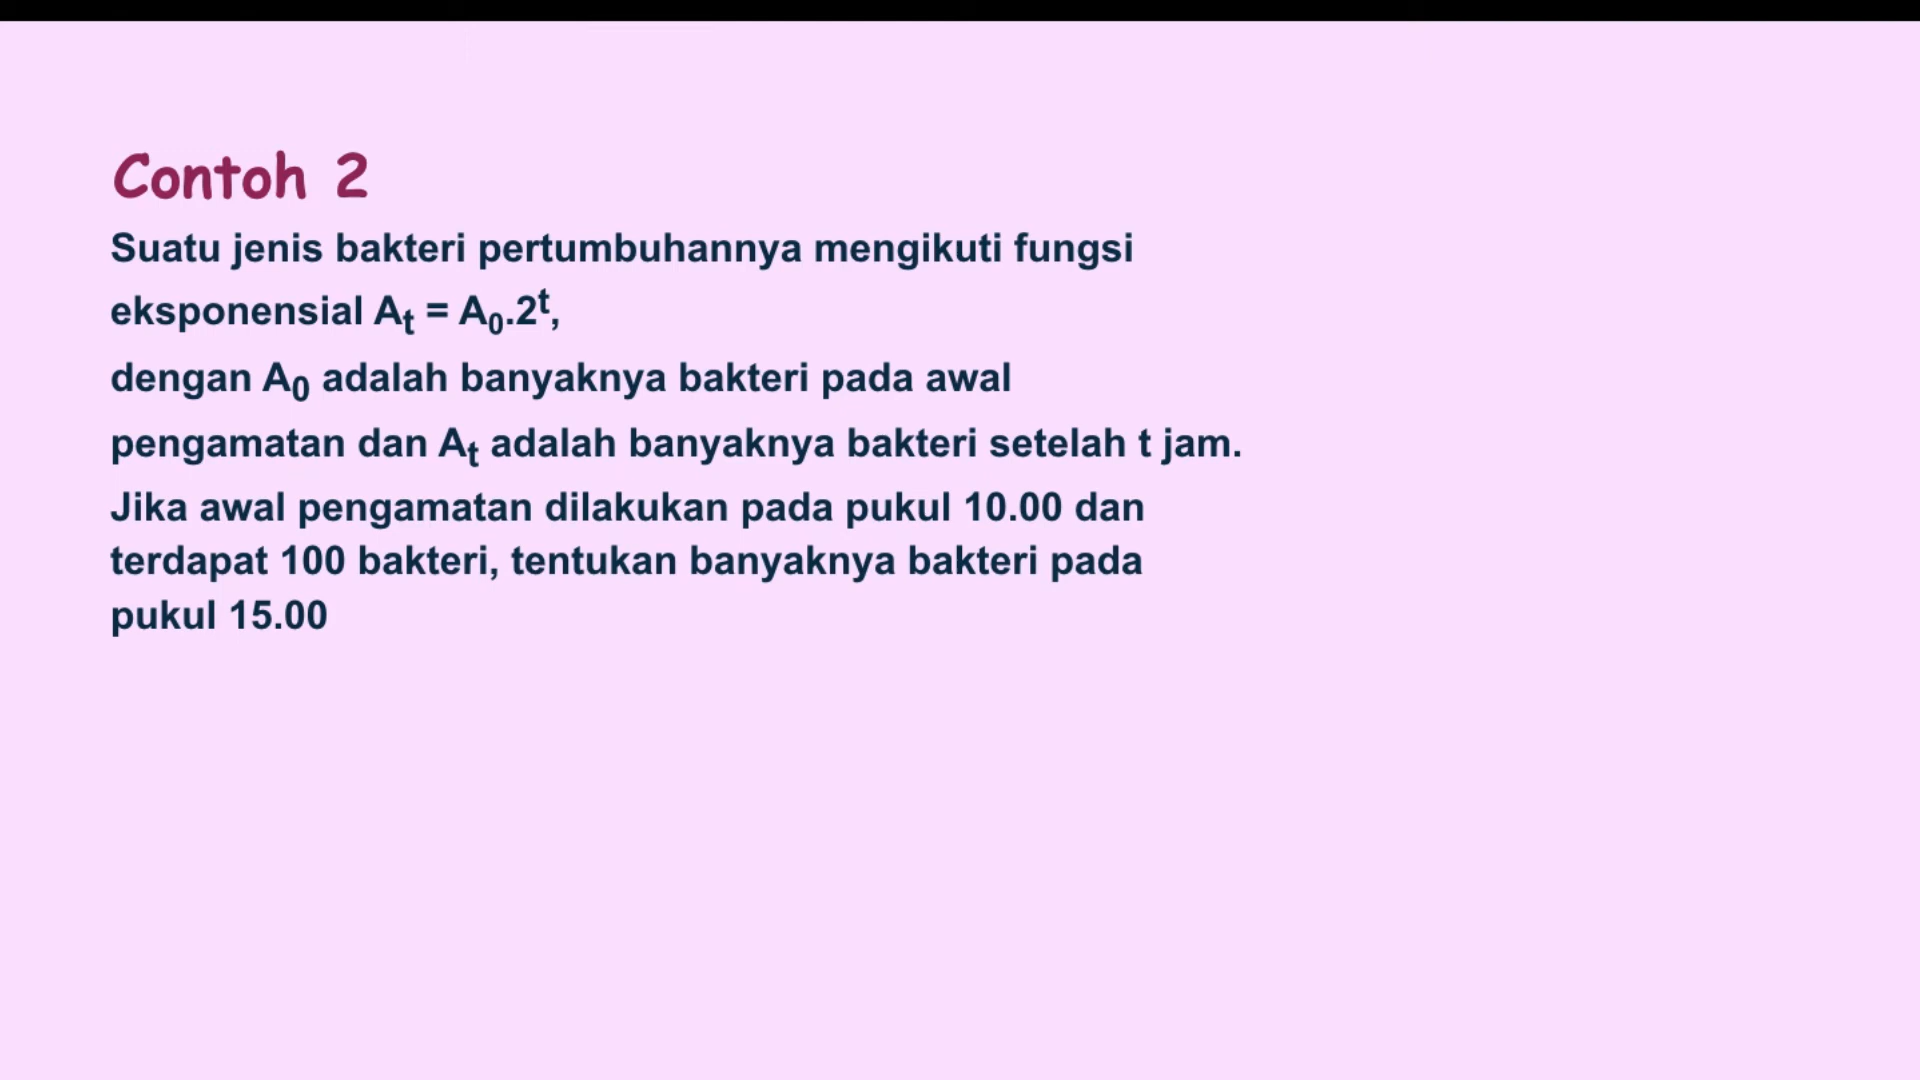 Contoh 2
Suatu jenis bakteri pertumbuhannya mengikuti fungsi
eksponensial Aₜ = A₀.2ᵗ,
dengan A₀ adalah banyaknya bakteri pada awal
pengamatan dan Aₜ adalah banyaknya bakteri setelah t jam.
Jika awal pengamatan dilakukan pada pukul 10.00 dan
terdapat 100 bakteri, tentukan banyaknya bakteri pada
pukul 15.00